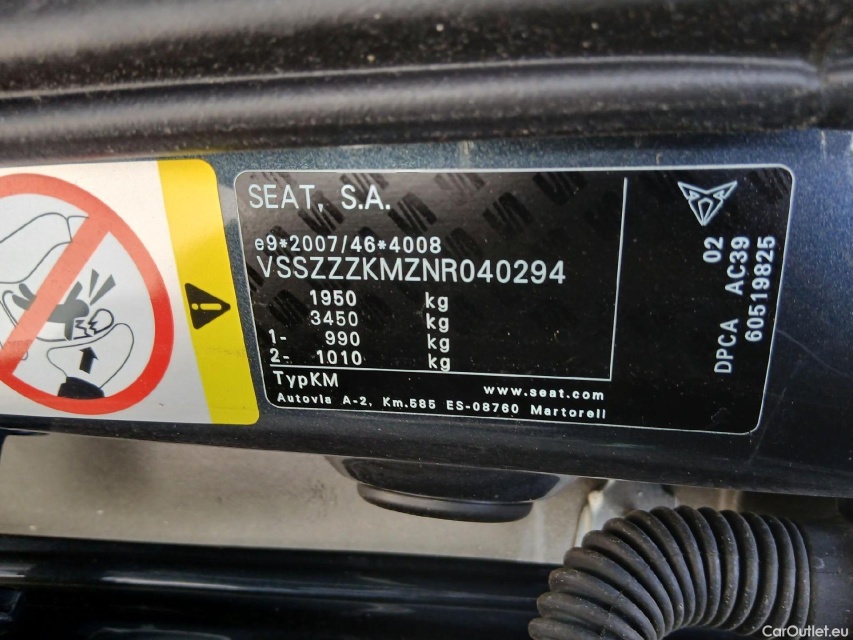 SEAT, S.A.
e9*2007/46*4008
VSSZZZKMZNR040294
1950 kg
3450 kg
1- 990 kg
2- 1010 kg
TypKM
www.seat.com
Autovia A-2, Km.585 ES-08760 Martorell
02
DPCA AC39
60519825
CarOutlet.eu